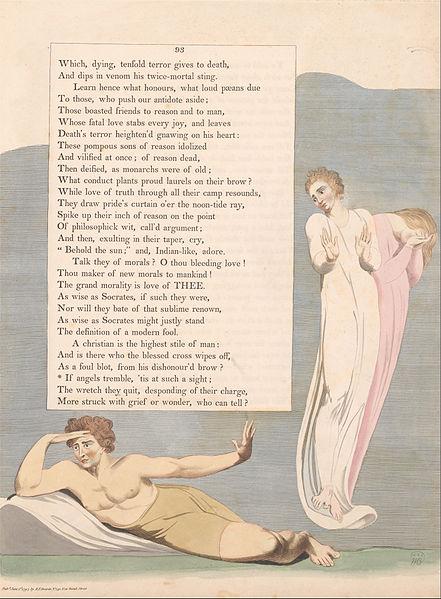 93
Which, dying, tenfold terror gives to death,
And dips in venom his twice-mortal sting.
Learn hence what honours, what loud pæans due
To those, who push our antidote aside;
Those boasted friends to reason and to man,
Whose fatal love stabs every joy, and leaves
Death's terror heighten'd gnawing on his heart:
These pompous sons of reason idolized
And vilified at once; of reason dead,
Then deified, as monarchs were of old;
What conduct plants proud laurels on their brow?
While love of truth through all their camp resounds,
They draw pride's curtain o'er the noon-tide ray,
Spike up their inch of reason on the point
Of philosophick wit, call'd argument;
And then, exulting in their taper, cry,
"Behold the sun;" and, Indian-like, adore.
Talk they of morals? O thou bleeding love!
Thou maker of new morals to mankind!
The grand morality is love of THEE.
As wise as Socrates, if such they were,
Nor will they bate of that sublime renown,
As wise as Socrates might justly stand
The definition of a modern fool.
A christian is the highest stile of man:
And is there who the blessed cross wipes off,
As a foul blot, from his dishonour'd brow?
* If angels tremble, 'tis at such a sight;
The wretch they quit, desponding of their charge,
More struck with grief or wonder, who can tell?